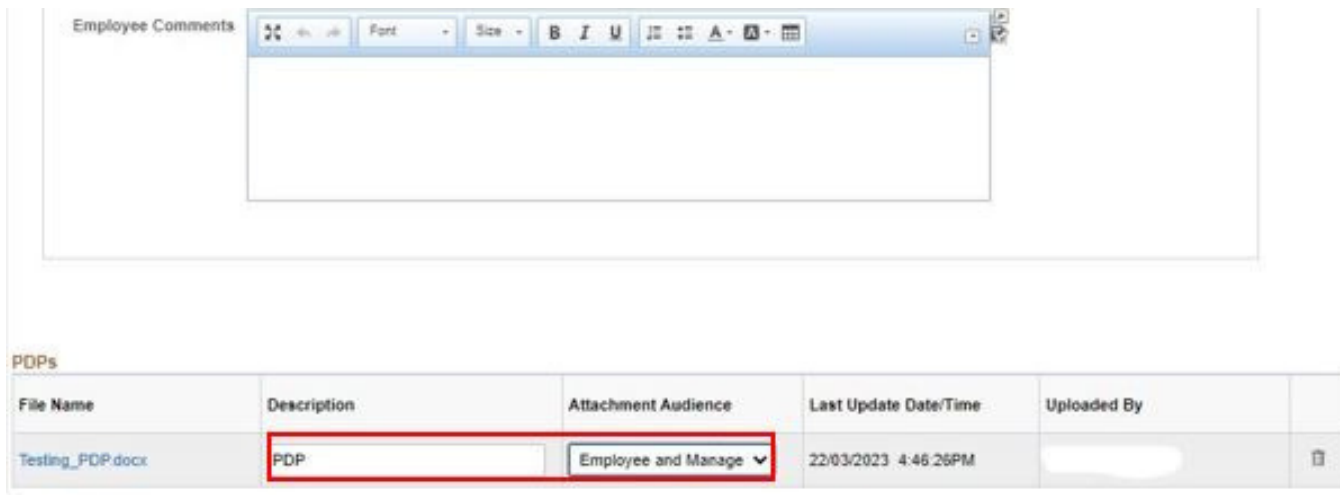 Employee Comments
Font Size B I U A A
PDPs
File Name Description Attachment Audience Last Update Date/Time Uploaded By
Testing_PDP.docx PDP Employee and Manage 22/03/2023 4:46:26PM